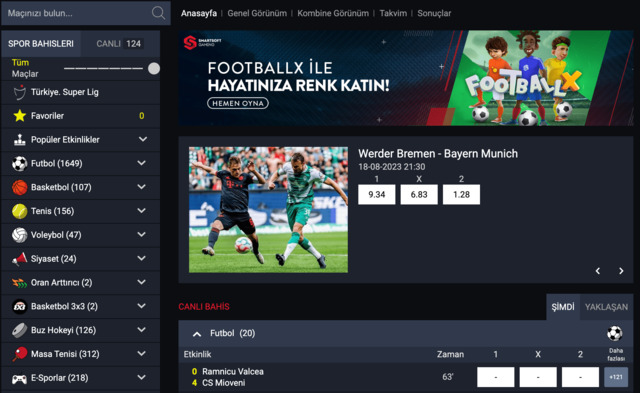 Maçınızı bulun...
Anasayfa | Genel Görünüm | Kombine Görünüm | Takvim | Sonuçlar
SPOR BAHISLERI
CANLI 124
Tüm
Maçlar
Türkiye. Super Lig
Favoriler 0
Popüler Etkinlikler
Futbol (1649)
Basketbol (107)
Tenis (156)
Voleybol (47)
Siyaset (24)
Oran Arttırıcı (2)
Basketbol 3x3 (2)
Buz Hokeyi (126)
Masa Tenisi (312)
E-Sporlar (218)
SMARTSOFT
GAMING
FOOTBALLX İLE
HAYATINIZA RENK KATIN!
HEMEN OYNA
FOOTBALLX
Werder Bremen - Bayern Munich
18-08-2023 21:30
1 X 2
9.34 6.83 1.28
CANLI BAHİS
ŞİMDİ YAKLAŞAN
Futbol (20)
Etkinlik Zaman 1 X 2 Daha
fazlası
0 Ramnicu Valcea
4 CS Mioveni
63' - - - +121